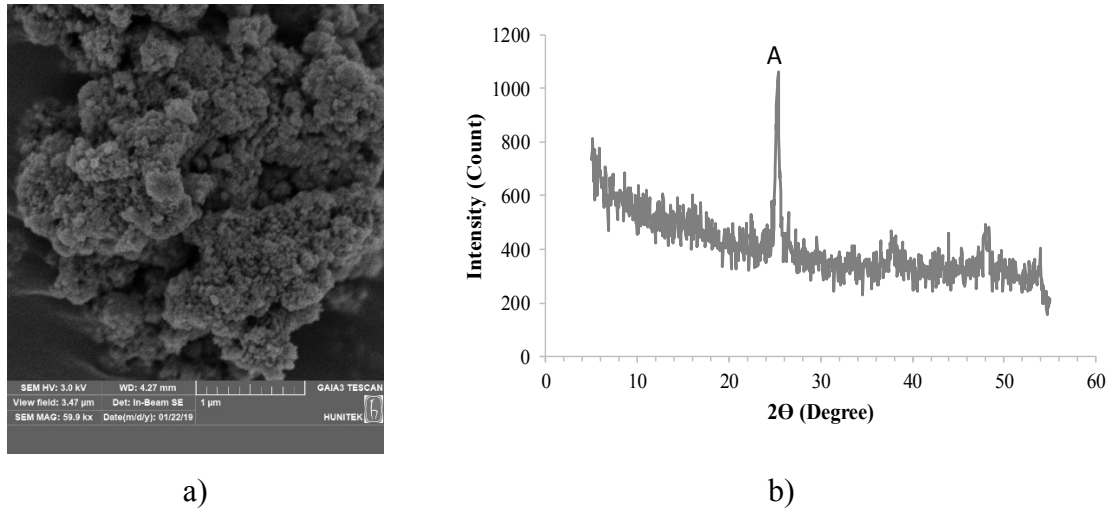 SEM HV: 3.0 kV WD: 4.27 mm GAIA3 TESCAN
View field: 3.47 µm Det: In-Beam SE 1 µm
SEM MAG: 59.9 kx Date(m/d/y): 01/22/19 HUNITEK
a)
1200
1000
800
600
400
200
0
Intensity (Count)
A
0 10 20 30 40 50 60
2Θ (Degree)
b)